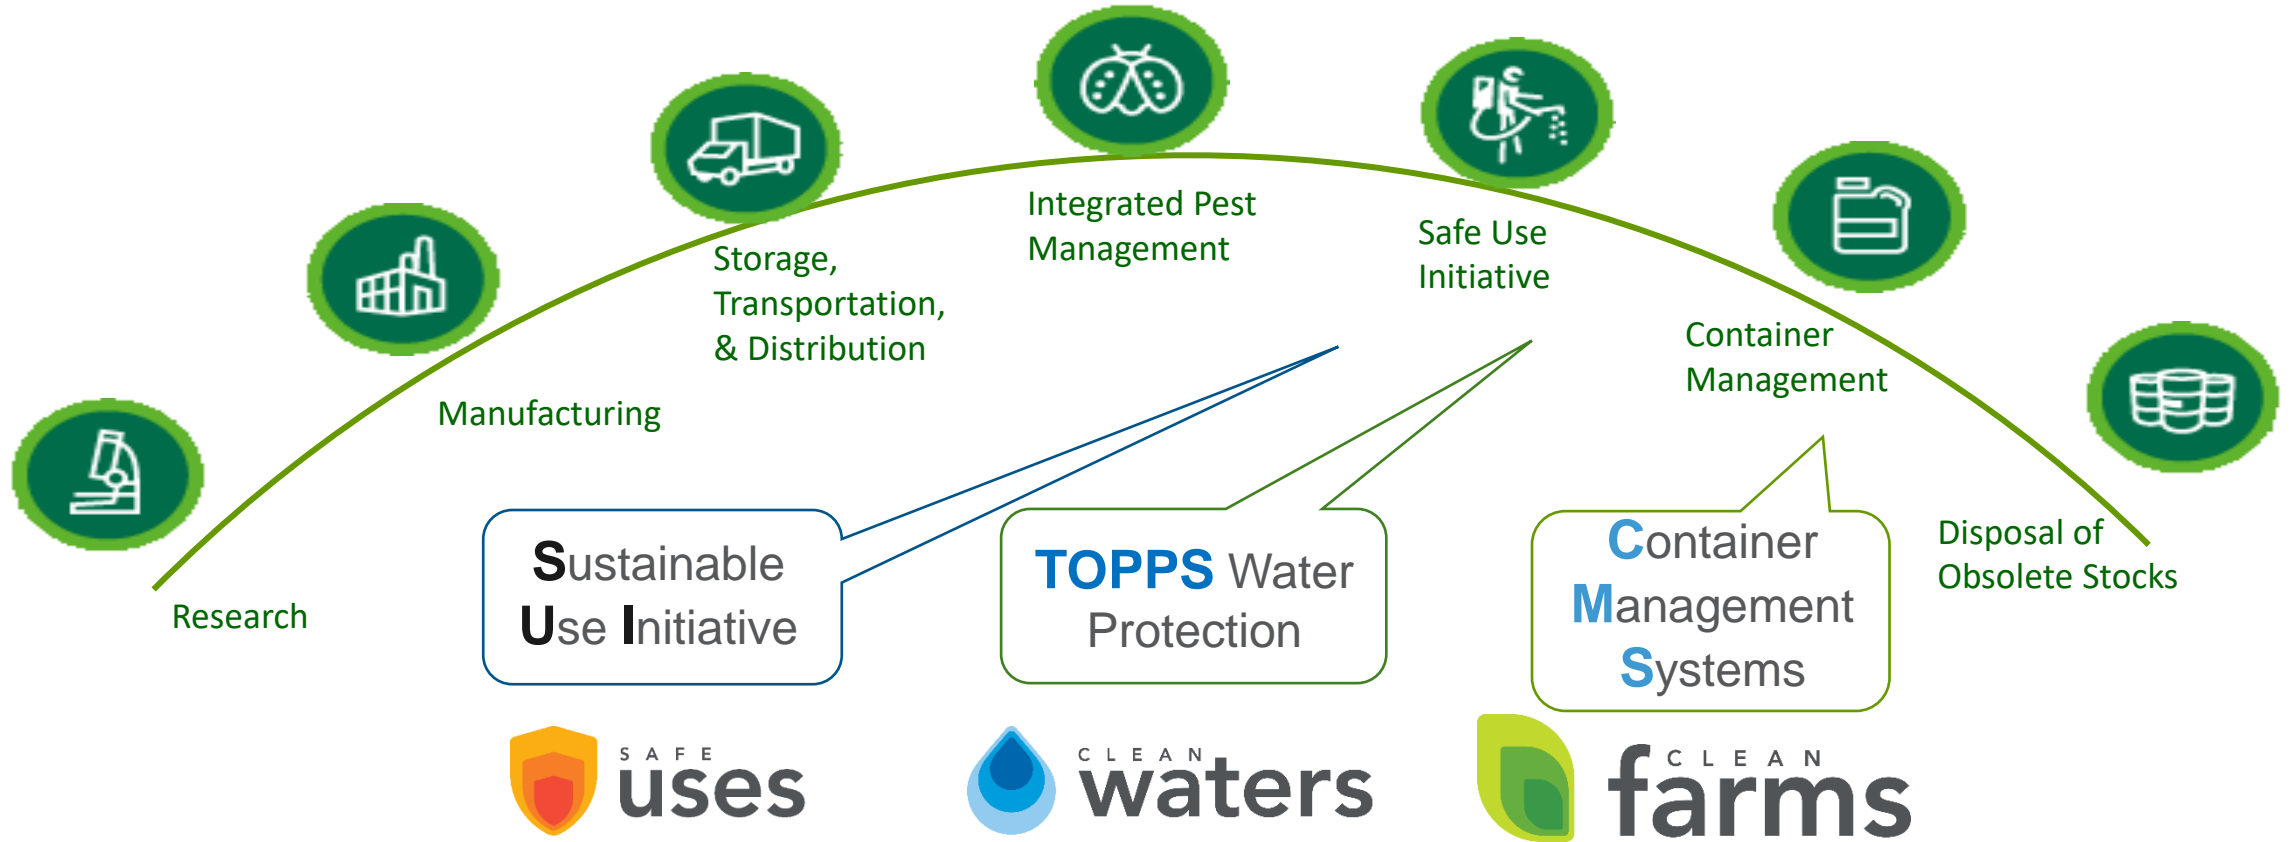 Integrated Pest
Management
Safe Use
Initiative
Storage,
Transportation,
& Distribution
Container
Management
Manufacturing
Research
Disposal of
Obsolete Stocks
Sustainable
Use Initiative
TOPPS Water
Protection
Container
Management
Systems
SAFE
uses
CLEAN
waters
CLEAN
farms